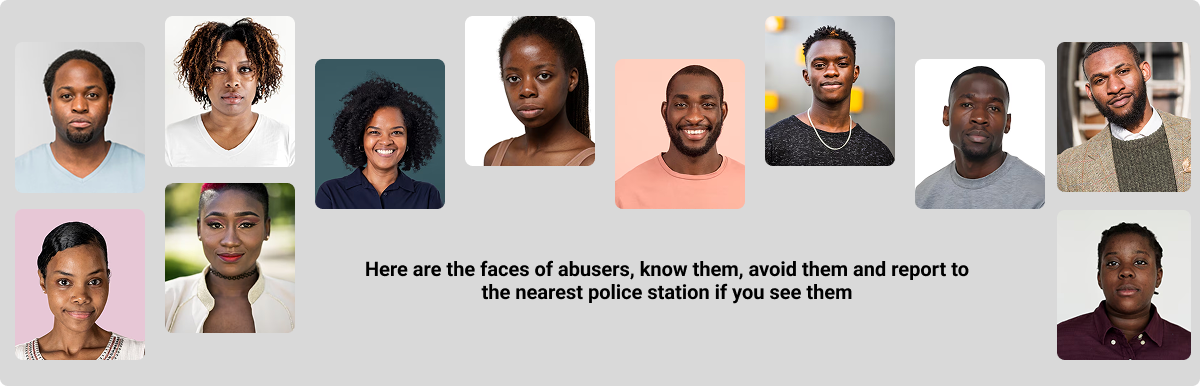 Here are the faces of abusers, know them, avoid them and report to
the nearest police station if you see them